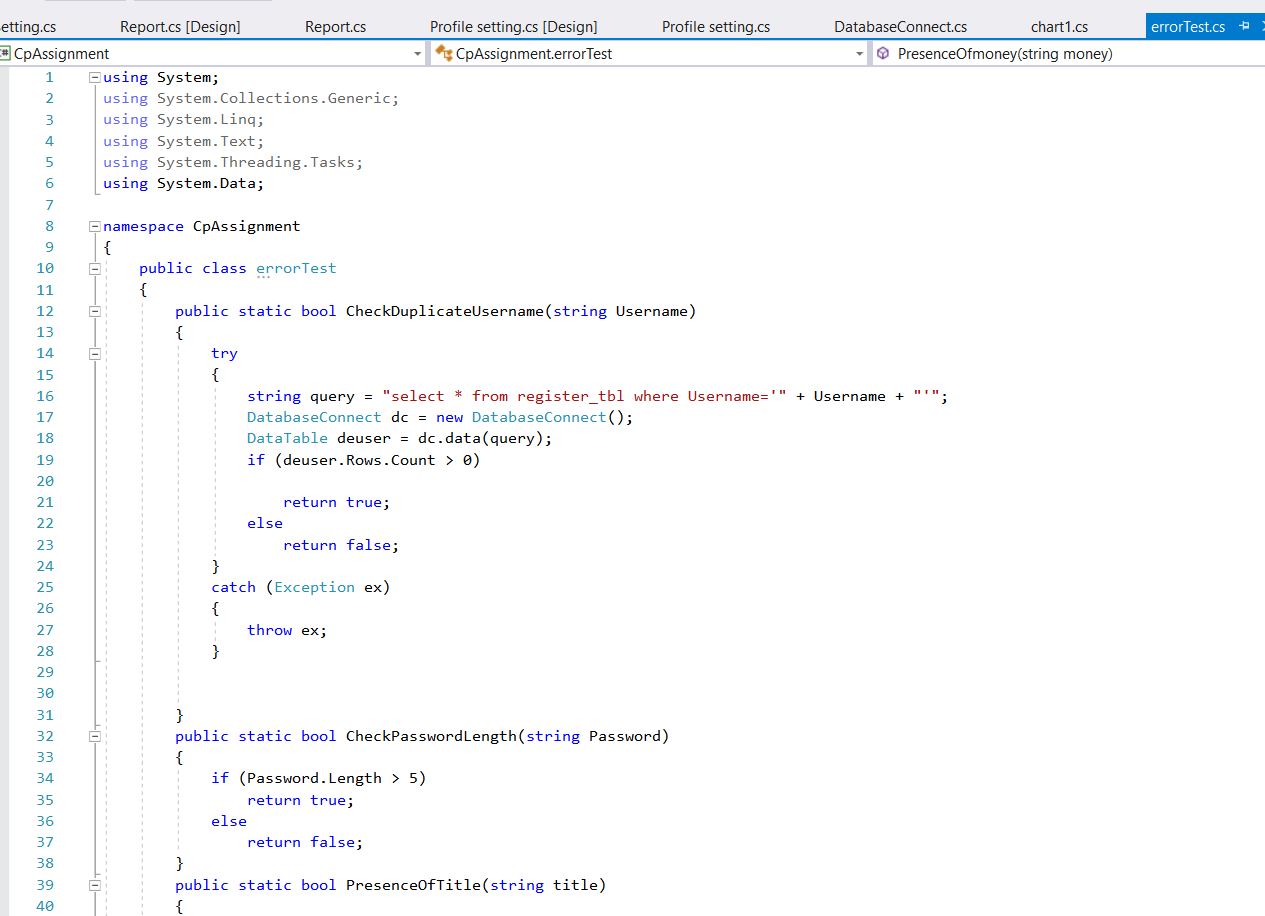 etting.cs Report.cs [Design] Report.cs Profile setting.cs [Design] Profile setting.cs DatabaseConnect.cs chart1.cs errorTest.cs
CpAssignment CpAssignment.errorTest PresenceOfmoney(string money)
1 using System;
2 using System.Collections.Generic;
3 using System.Linq;
4 using System.Text;
5 using System.Threading.Tasks;
6 using System.Data;
7
8 namespace CpAssignment
9 {
10 public class errorTest
11 {
12 public static bool CheckDuplicateUsername(string Username)
13 {
14 try
15 {
16 string query = "select * from register_tbl where Username='" + Username + "'";
17 DatabaseConnect dc = new DatabaseConnect();
18 DataTable deuser = dc.data(query);
19 if (deuser.Rows.Count > 0)
20
21 return true;
22 else
23 return false;
24 }
25 catch (Exception ex)
26 {
27 throw ex;
28 }
29
30
31 }
32 public static bool CheckPasswordLength(string Password)
33 {
34 if (Password.Length > 5)
35 return true;
36 else
37 return false;
38 }
39 public static bool PresenceOfTitle(string title)
40 {